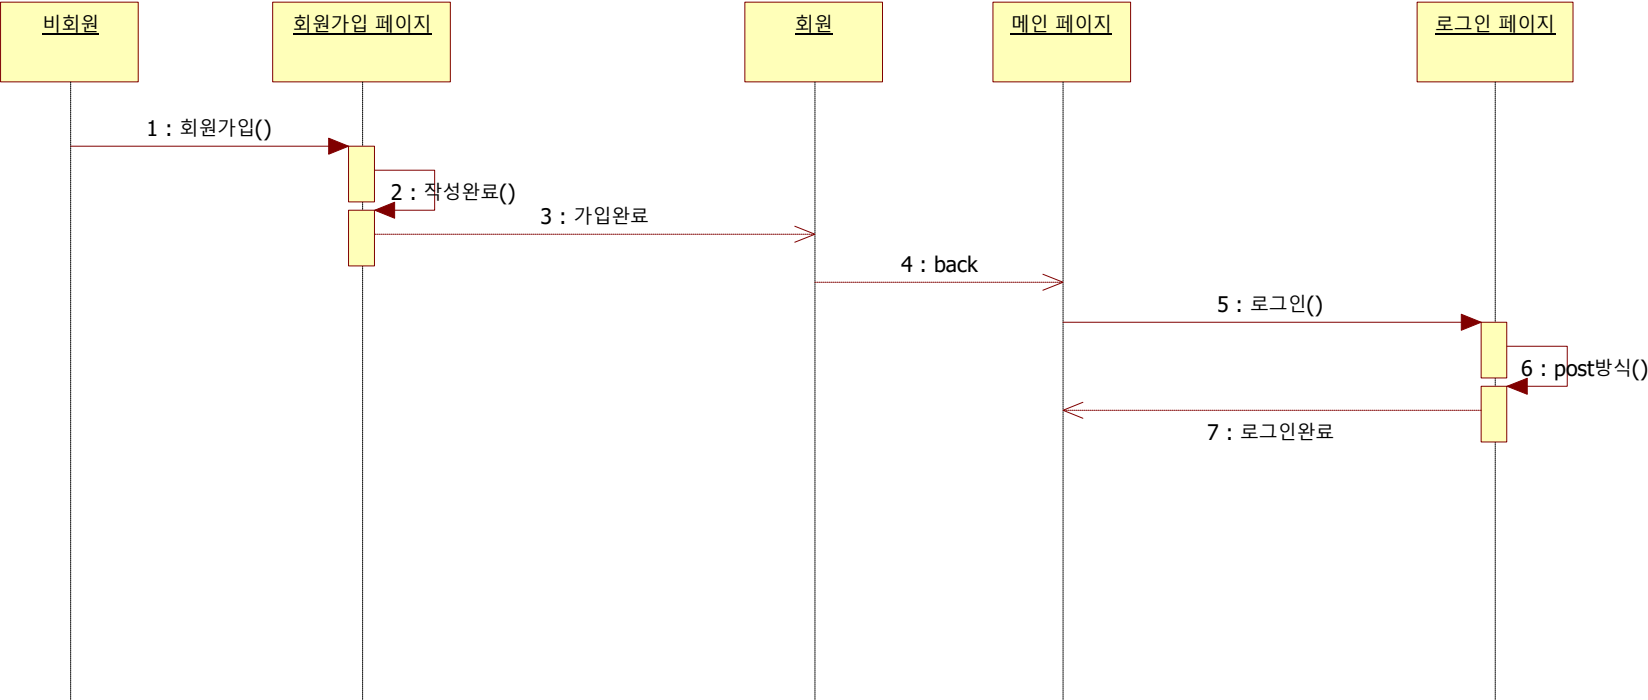 비회원
회원가입 페이지
회원
메인 페이지
로그인 페이지
1 : 회원가입()
2 : 작성완료()
3 : 가입완료
4 : back
5 : 로그인()
6 : post방식()
7 : 로그인완료